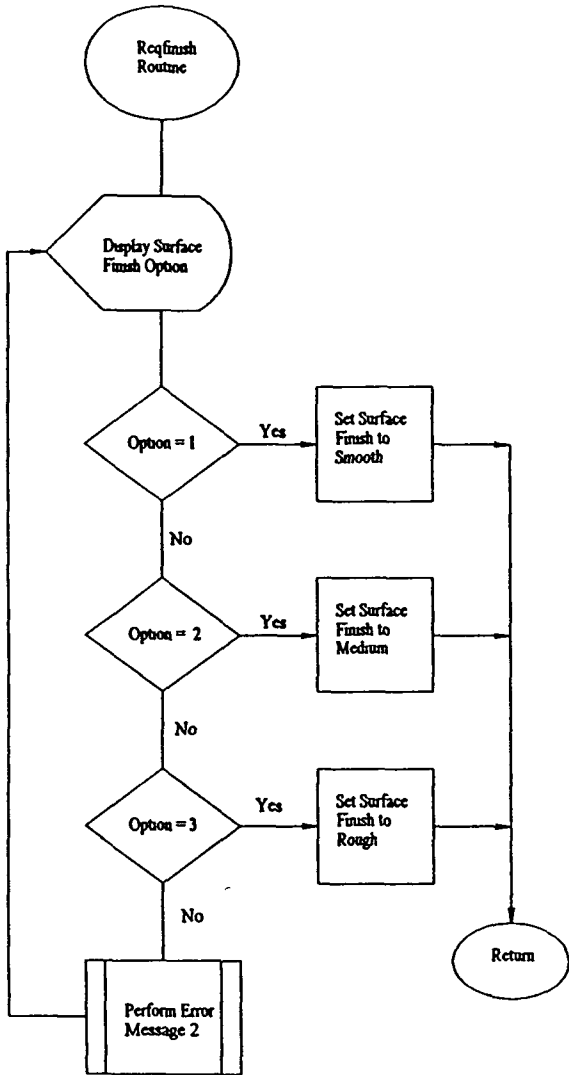 Reqfinish
Routine
Display Surface
Finish Option
Option = 1
Yes
Set Surface
Finish to
Smooth
No
Option = 2
Yes
Set Surface
Finish to
Medium
No
Option = 3
Yes
Set Surface
Finish to
Rough
No
Return
Perform Error
Message 2